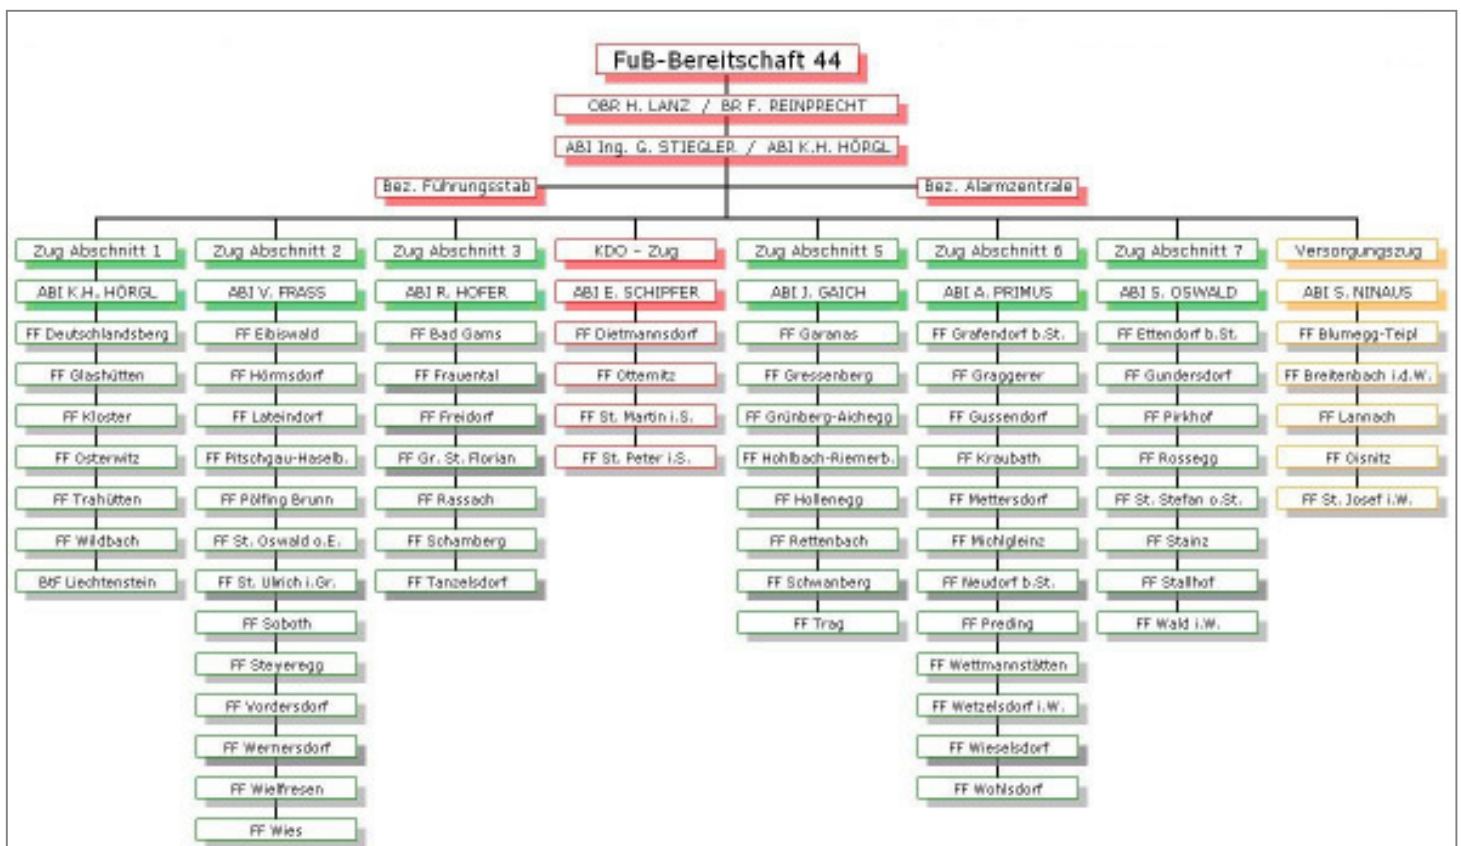 FuB-Bereitschaft 44
OBR H. LANZ / BR F. REINPRECHT
ABI Ing. G. STIEGLER / ABI K.H. HÖRGL
Bez. Führungsstab
Bez. Alarmzentrale
Zug Abschnitt 1
ABI K.H. HÖRGL
FF Deutschlandsberg
FF Glashütten
FF Kloster
FF Osterwitz
FF Trahütten
FF Wildbach
BtF Liechtenstein
Zug Abschnitt 2
ABI V. FRASS
FF Eibiswald
FF Hörmsdorf
FF Lateindorf
FF Pitschgau-Haselb.
FF Pölfing Brunn
FF St. Oswald o.E.
FF St. Ulrich i.Gr.
FF Soboth
FF Steyeregg
FF Vordersdorf
FF Wernersdorf
FF Wielfresen
FF Wies
Zug Abschnitt 3
ABI R. HOFER
FF Bad Gams
FF Frauental
FF Freidorf
FF Gr. St. Florian
FF Rassach
FF Schamberg
FF Tanzelsdorf
KDO - Zug
ABI E. SCHIPFER
FF Dietmannsdorf
FF Otternitz
FF St. Martin i.S.
FF St. Peter i.S.
Zug Abschnitt 5
ABI J. GAICH
FF Garanas
FF Gressenberg
FF Grünberg-Aichegg
FF Hohlbach-Riemerb.
FF Hollenegg
FF Rettenbach
FF Schwanberg
FF Trag
Zug Abschnitt 6
ABI A. PRIMUS
FF Grafendorf b.St.
FF Graggerer
FF Gussendorf
FF Kraubath
FF Mettersdorf
FF Michlgleinz
FF Neudorf b.St.
FF Preding
FF Wettmannstätten
FF Wetzelsdorf i.W.
FF Wieselsdorf
FF Wohlsdorf
Zug Abschnitt 7
ABI S. OSWALD
FF Ettendorf b.St.
FF Gundersdorf
FF Pirkhof
FF Rossegg
FF St. Stefan o.St.
FF Stainz
FF Stallhof
FF Wald i.W.
Versorgungszug
ABI S. NINAUS
FF Blumegg-Teipl
FF Breitenbach i.d.W.
FF Lannach
FF Oisnitz
FF St. Josef i.W.